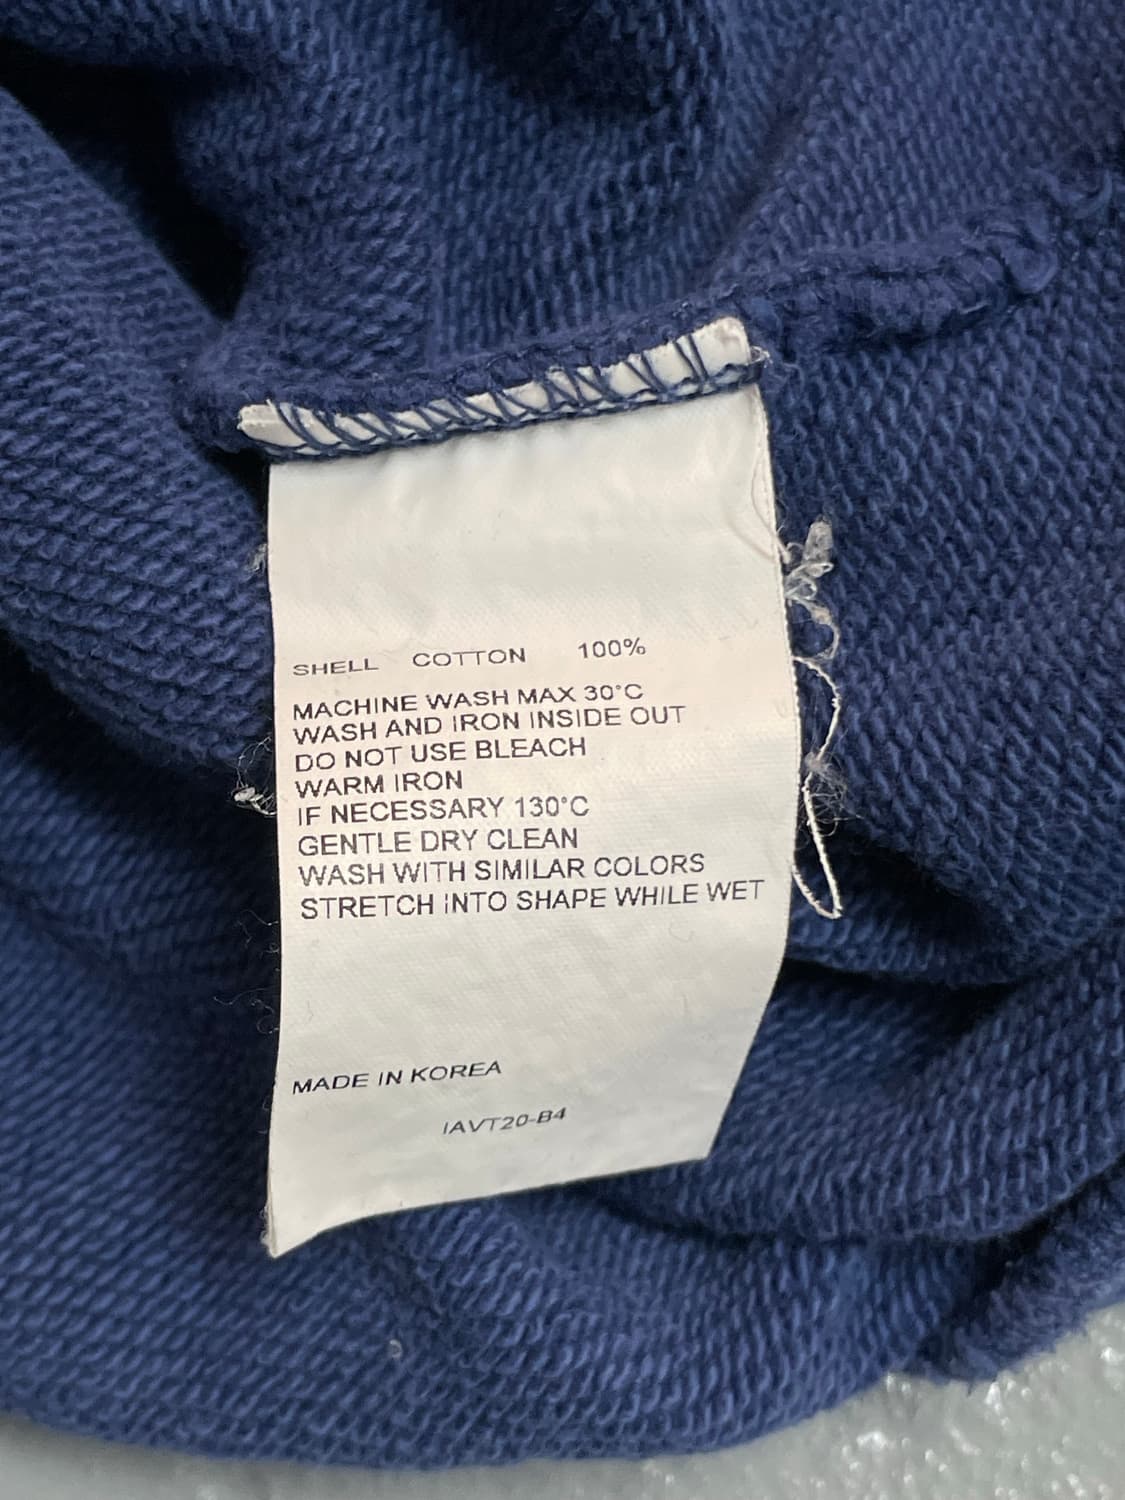 SHELL COTTON 100%
MACHINE WASH MAX 30°C
WASH AND IRON INSIDE OUT
DO NOT USE BLEACH
WARM IRON
IF NECESSARY 130°C
GENTLE DRY CLEAN
WASH WITH SIMILAR COLORS
STRETCH INTO SHAPE WHILE WET
MADE IN KOREA
IAVT20-B4